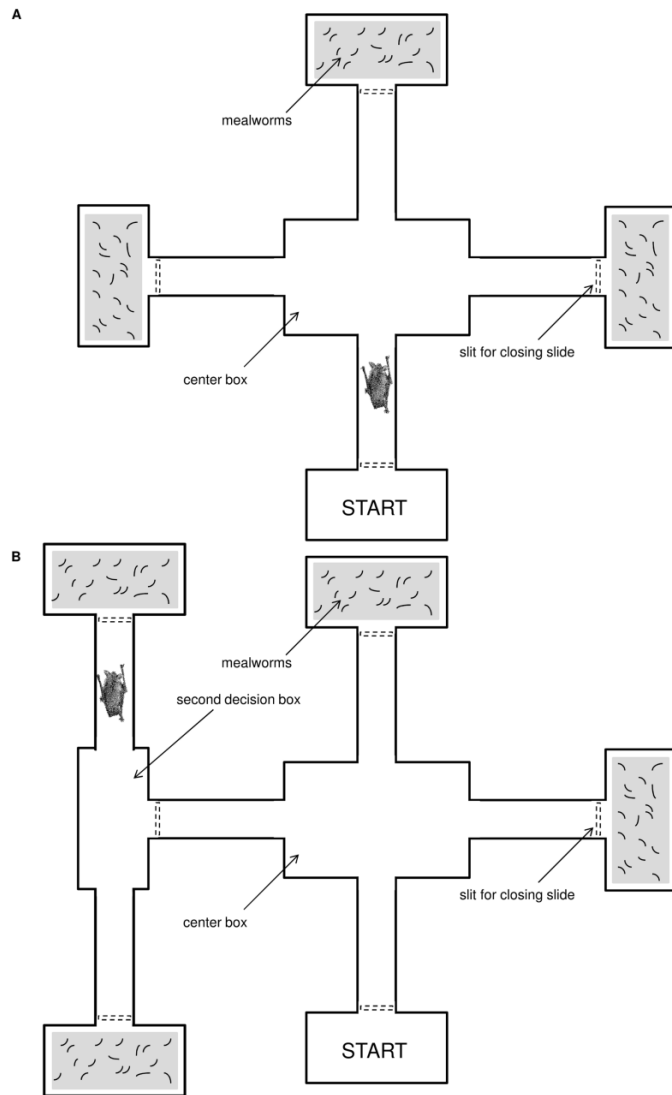 A
mealworms
slit for closing slide
center box
START
B
mealworms
second decision box
slit for closing slide
center box
START